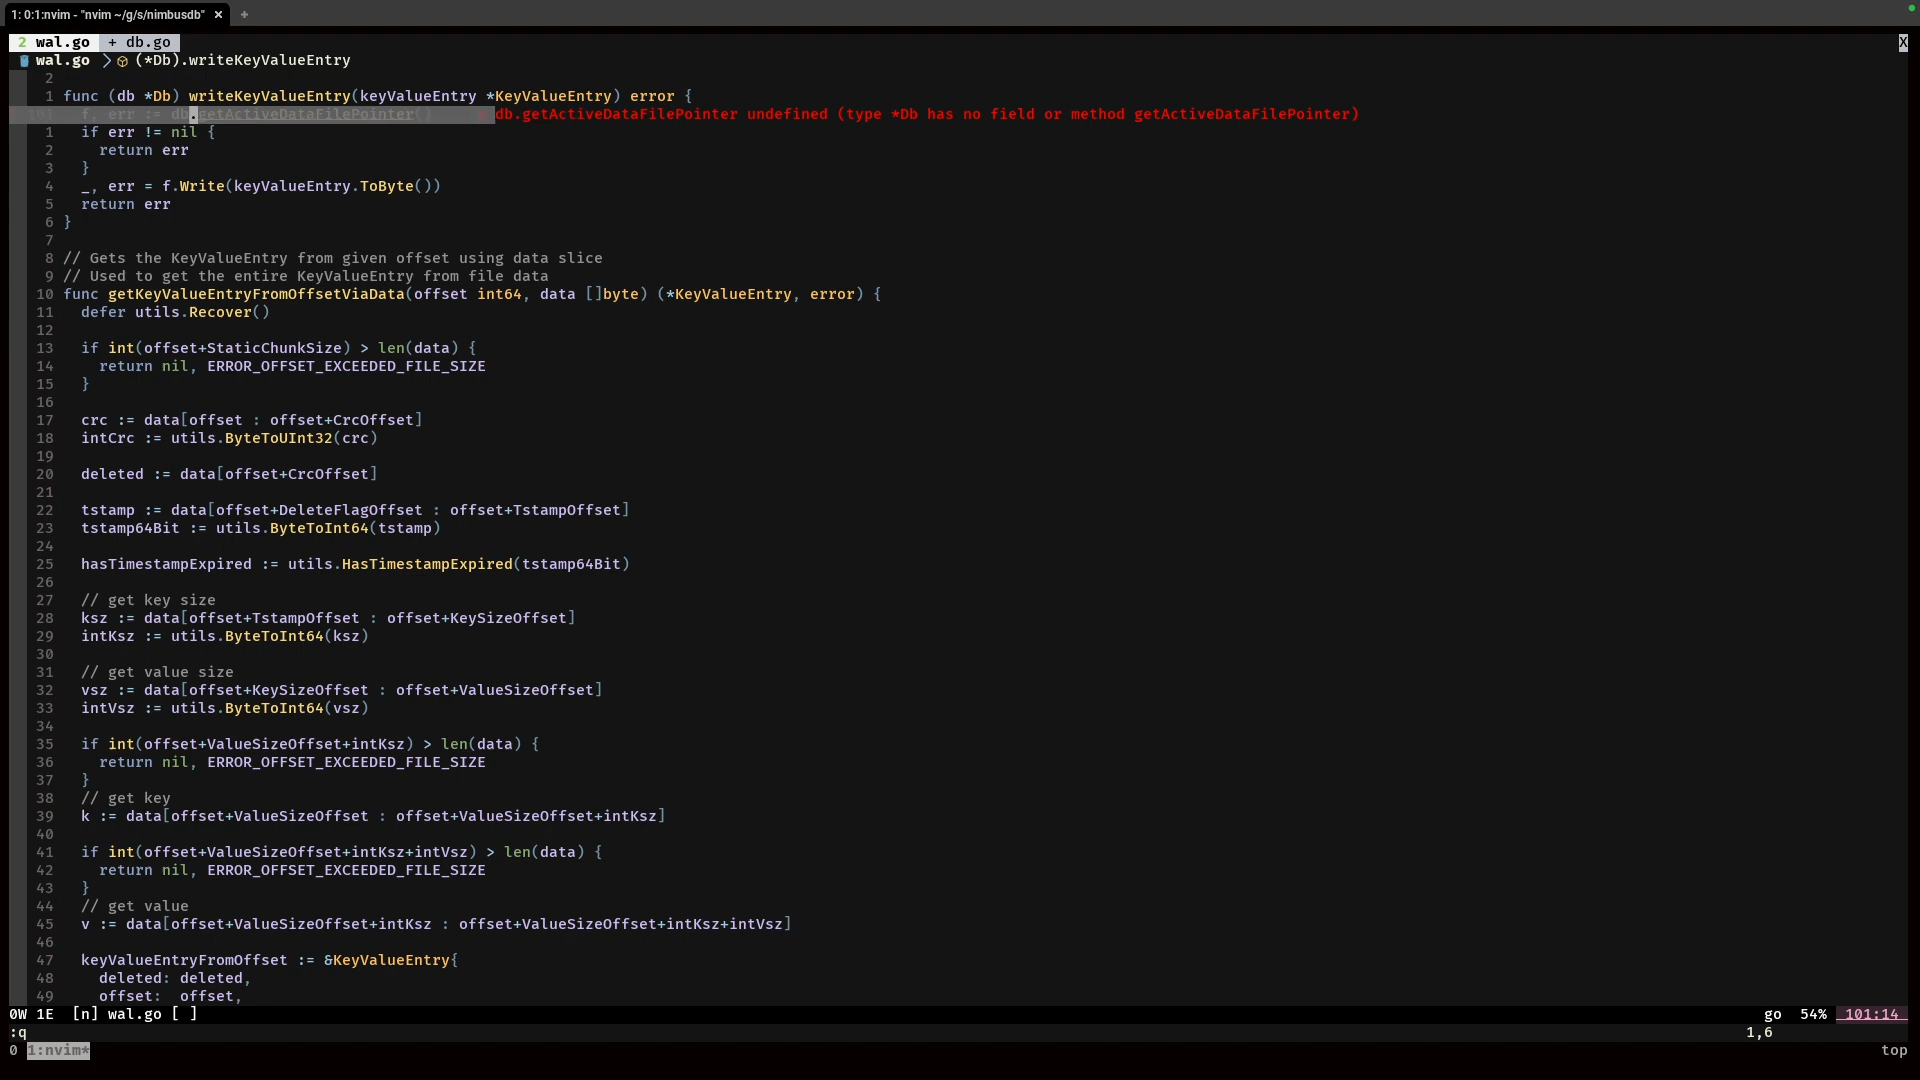 1: 0:1:nvim - "nvim ~/g/s/nimbusdb" × +
2 wal.go + db.go X
wal.go > (*Db).writeKeyValueEntry
2
1 func (db *Db) writeKeyValueEntry(keyValueEntry *KeyValueEntry) error {
101 f, err := db.getActiveDataFilePointer() db.getActiveDataFilePointer undefined (type *Db has no field or method getActiveDataFilePointer)
1 if err != nil {
2 return err
3 }
4 _, err = f.Write(keyValueEntry.ToByte())
5 return err
6 }
7
8 // Gets the KeyValueEntry from given offset using data slice
9 // Used to get the entire KeyValueEntry from file data
10 func getKeyValueEntryFromOffsetViaData(offset int64, data []byte) (*KeyValueEntry, error) {
11 defer utils.Recover()
12
13 if int(offset+StaticChunkSize) > len(data) {
14 return nil, ERROR_OFFSET_EXCEEDED_FILE_SIZE
15 }
16
17 crc := data[offset : offset+CrcOffset]
18 intCrc := utils.ByteToUInt32(crc)
19
20 deleted := data[offset+CrcOffset]
21
22 tstamp := data[offset+DeleteFlagOffset : offset+TstampOffset]
23 tstamp64Bit := utils.ByteToInt64(tstamp)
24
25 hasTimestampExpired := utils.HasTimestampExpired(tstamp64Bit)
26
27 // get key size
28 ksz := data[offset+TstampOffset : offset+KeySizeOffset]
29 intKsz := utils.ByteToInt64(ksz)
30
31 // get value size
32 vsz := data[offset+KeySizeOffset : offset+ValueSizeOffset]
33 intVsz := utils.ByteToInt64(vsz)
34
35 if int(offset+ValueSizeOffset+intKsz) > len(data) {
36 return nil, ERROR_OFFSET_EXCEEDED_FILE_SIZE
37 }
38 // get key
39 k := data[offset+ValueSizeOffset : offset+ValueSizeOffset+intKsz]
40
41 if int(offset+ValueSizeOffset+intKsz+intVsz) > len(data) {
42 return nil, ERROR_OFFSET_EXCEEDED_FILE_SIZE
43 }
44 // get value
45 v := data[offset+ValueSizeOffset+intKsz : offset+ValueSizeOffset+intKsz+intVsz]
46
47 keyValueEntryFromOffset := &KeyValueEntry{
48 deleted: deleted,
49 offset: offset,
0W 1E [n] wal.go [ ] go 54% 101:14
:q 1,6
0 1:nvim* top